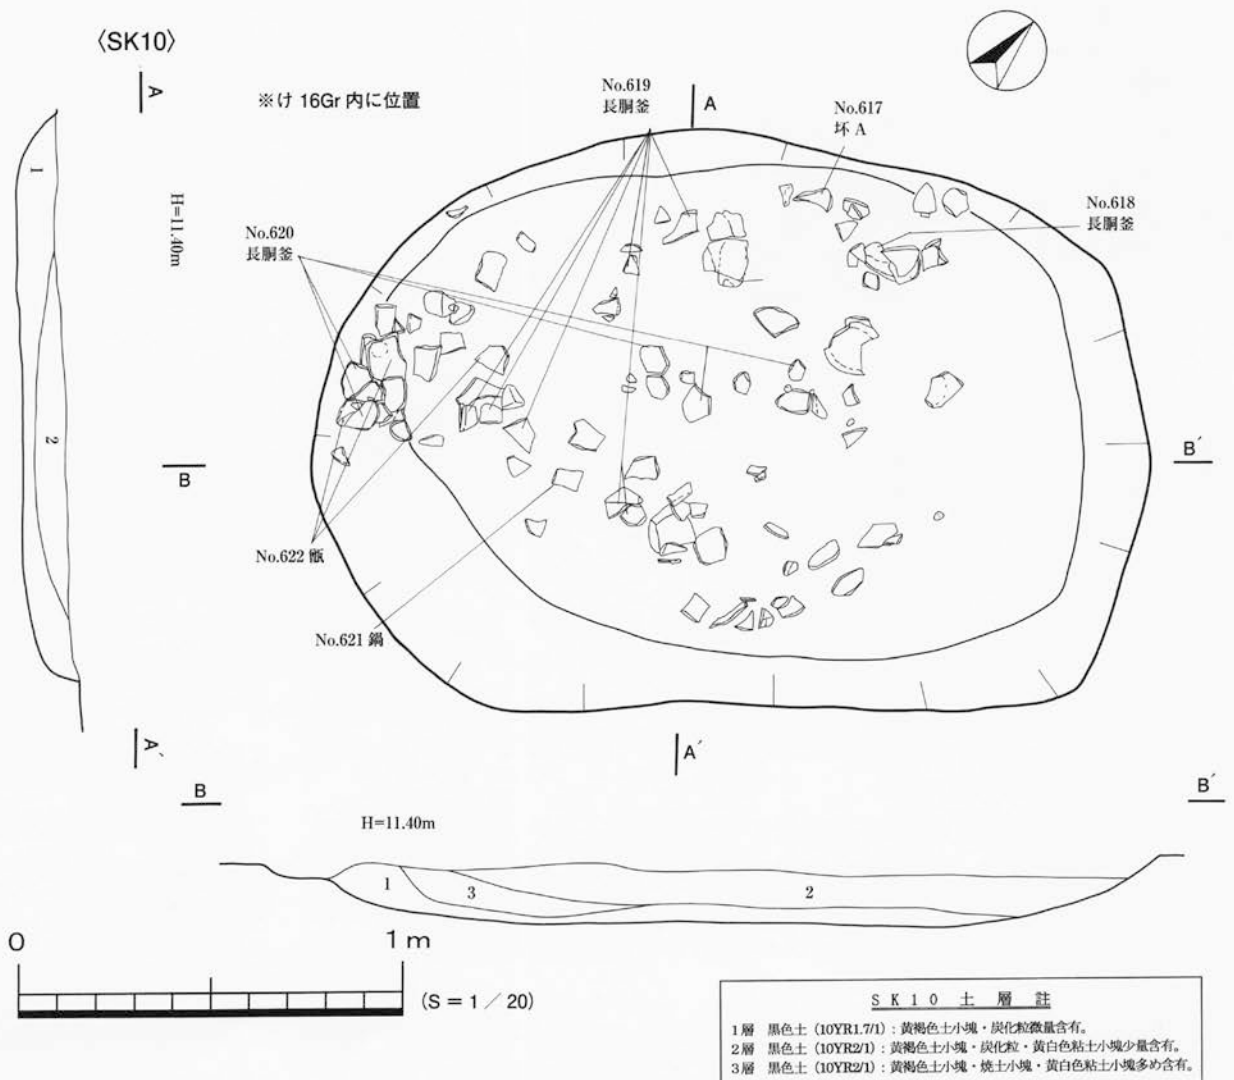 〈SK10〉
※け 16Gr 内に位置
A
A
No.619
長胴釜
No.617
坏 A
No.618
長胴釜
No.620
長胴釜
H=11.40m
1
2
B
B´
No.622 甑
No.621 鍋
A`
A´
B
B´
H=11.40m
1
3
2
0
1 m
(S = 1 / 20)
SK10 土 層 註
1層 黒色土 (10YR1.7/1) : 黄褐色土小塊・炭化粒微量含有。
2層 黒色土 (10YR2/1) : 黄褐色土小塊・炭化粒・黄白色粘土小塊少量含有。
3層 黒色土 (10YR2/1) : 黄褐色土小塊・焼土小塊・黄白色粘土小塊多め含有。